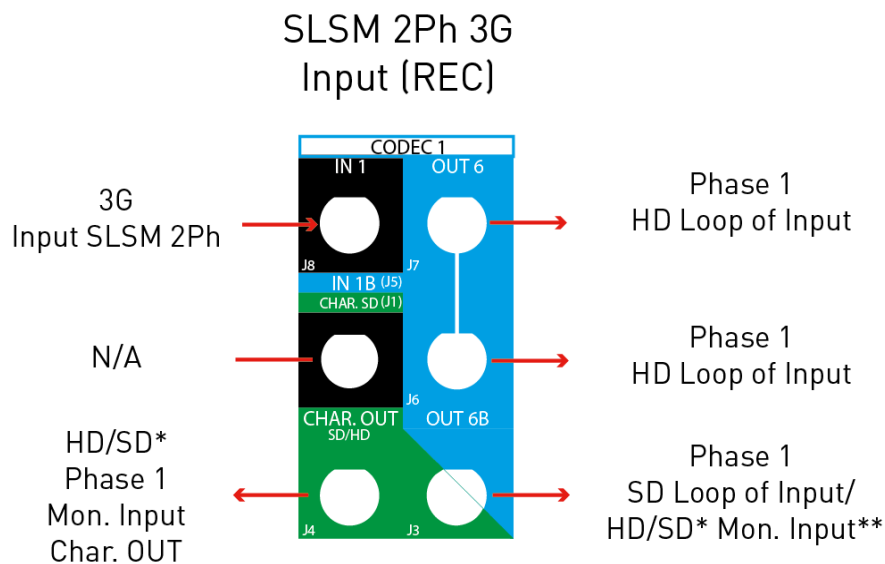 SLSM 2Ph 3G
Input (REC)
CODEC 1
IN 1
OUT 6
3G
Input SLSM 2Ph
Phase 1
HD Loop of Input
J8
J7
IN 1B (J5)
CHAR. SD (J1)
N/A
Phase 1
HD Loop of Input
J6
CHAR. OUT
SD/HD
OUT 6B
HD/SD*
Phase 1
Mon. Input
Char. OUT
Phase 1
SD Loop of Input/
HD/SD* Mon. Input**
J4
J3